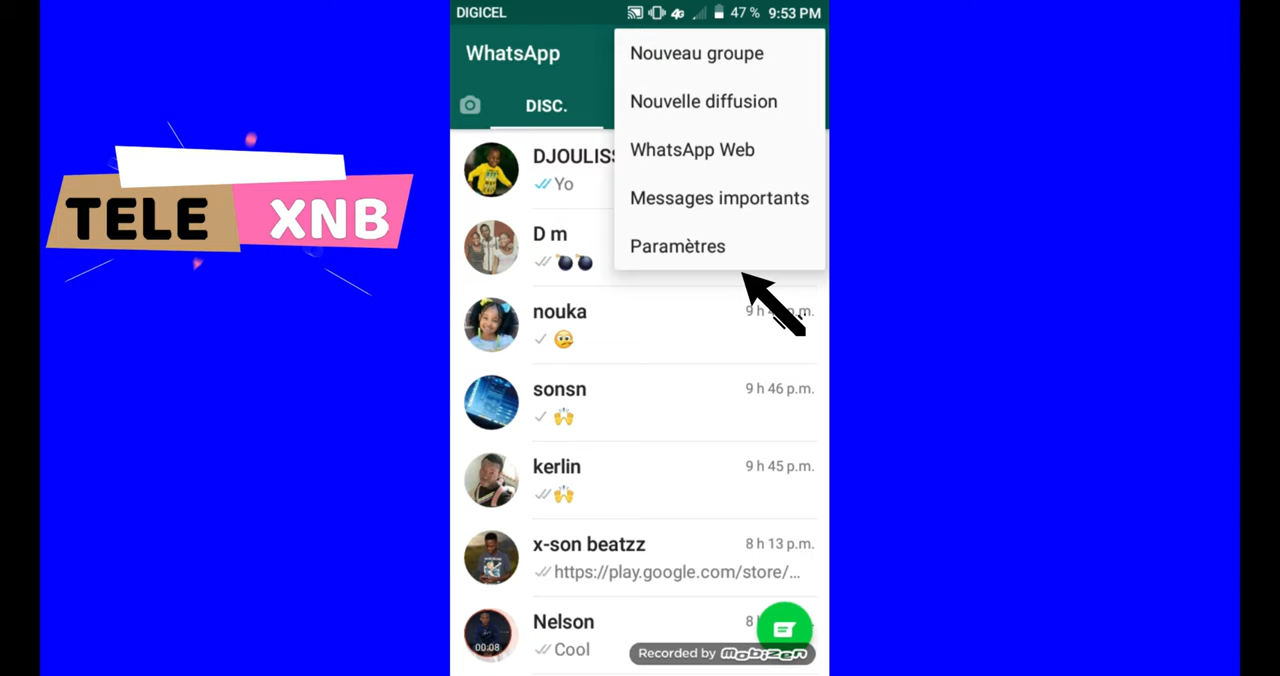 DIGICEL 4G 47 % 9:53 PM
WhatsApp
DISC.
Nouveau groupe
Nouvelle diffusion
WhatsApp Web
Messages importants
Paramètres
TELE XNB
Yo
D m
nouka
sonsn 9 h 46 p.m.
kerlin 9 h 45 p.m.
x-son beatzz 8 h 13 p.m.
https://play.google.com/store/...
Nelson
00:08
Cool
Recorded by mobizen